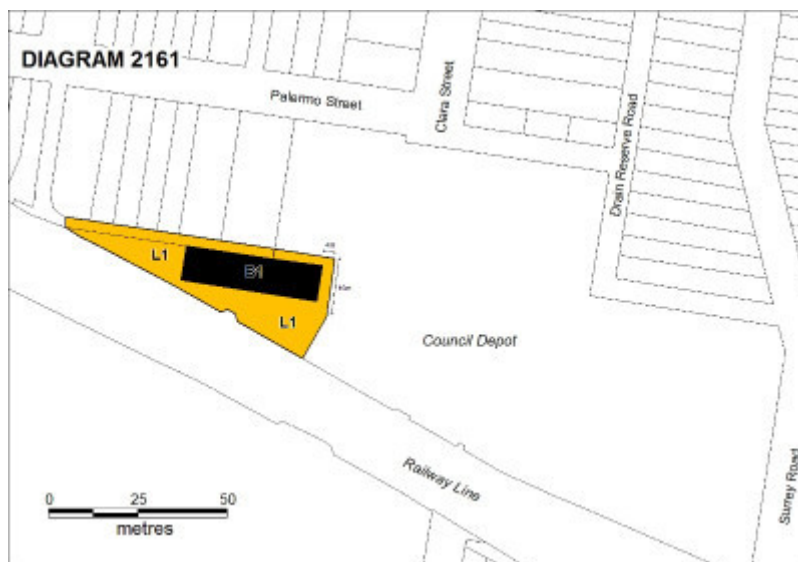 DIAGRAM 2161
Palermo Street
Clara Street
Drain Reserve Road
L1
B1
L1
Council Depot
Railway Line
Surrey Road
0 25 50
metres